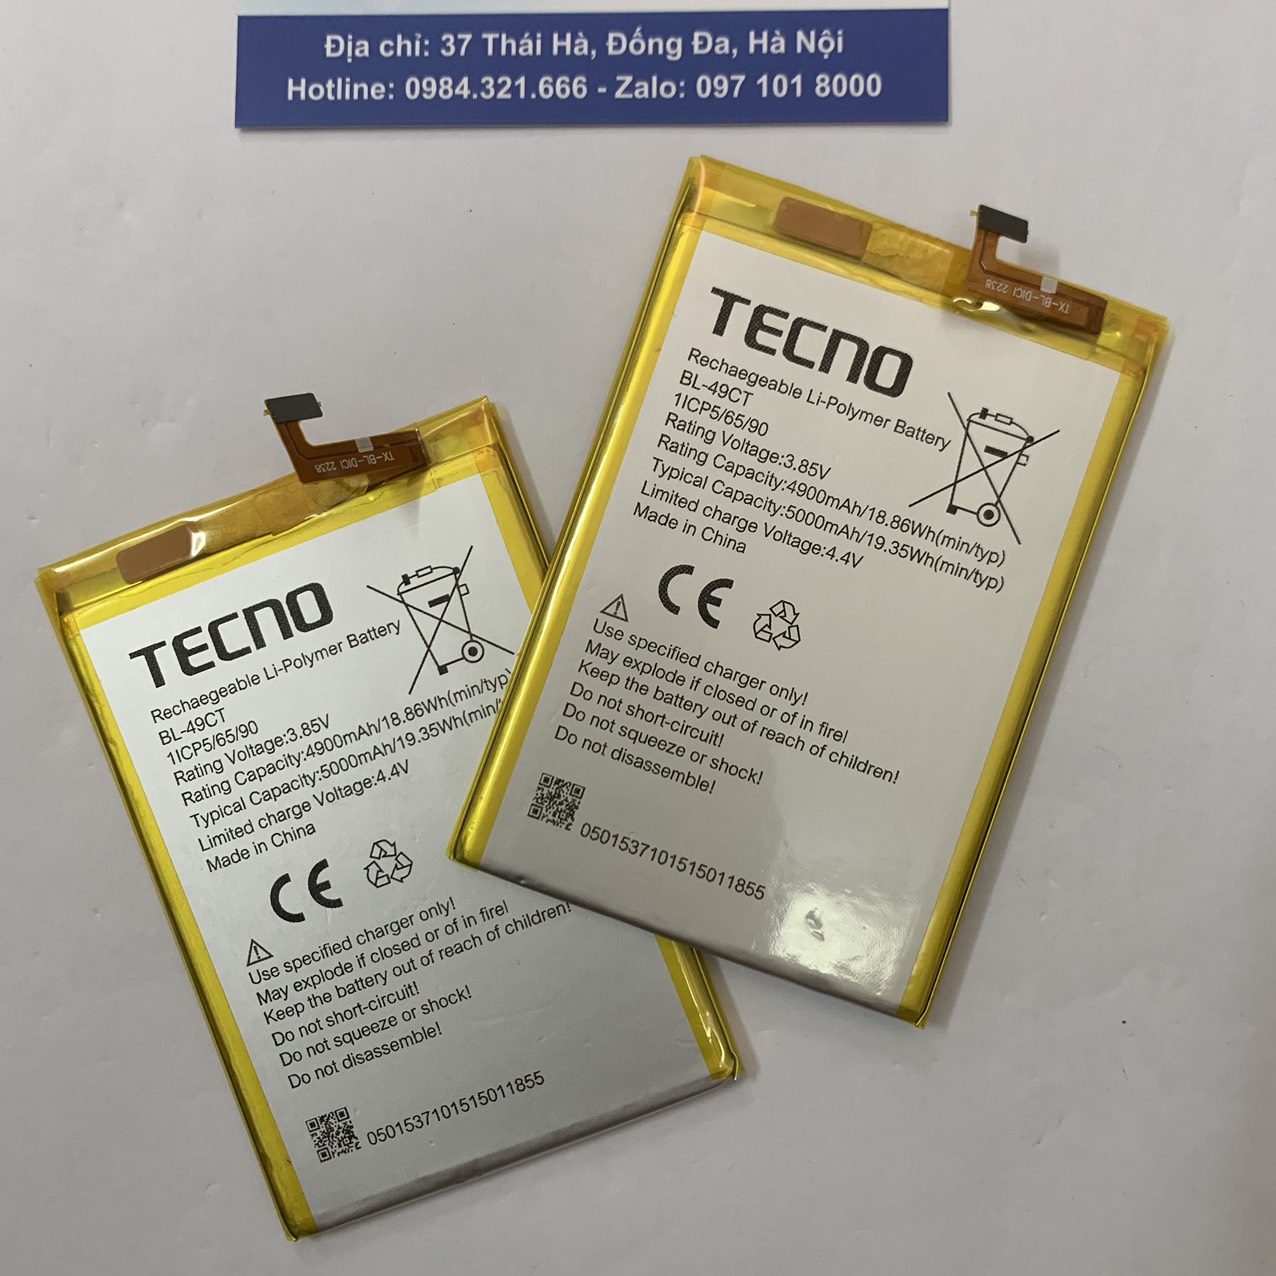 Địa chỉ: 37 Thái Hà, Đống Đa, Hà Nội
Hotline: 0984.321.666 - Zalo: 097 101 8000
TX-BL-DICI 2238
TECNO
Rechaegeable Li-Polymer Battery
BL-49CT
1ICP5/65/90
Rating Voltage:3.85V
Rating Capacity:4900mAh/18.86Wh(min/typ)
Typical Capacity:5000mAh/19.35Wh(min/typ)
Limited charge Voltage:4.4V
Made in China
CE
Use specified charger only!
May explode if closed or of in fire!
Keep the battery out of reach of children!
Do not short-circuit!
Do not squeeze or shock!
Do not disassemble!
0501537101515011855
TX-BL-DICI 2238
TECNO
Rechaegeable Li-Polymer Battery
BL-49CT
1ICP5/65/90
Rating Voltage:3.85V
Rating Capacity:4900mAh/18.86Wh(min/typ)
Typical Capacity:5000mAh/19.35Wh(min/
Limited charge Voltage:4.4V
Made in China
CE
Use specified charger only!
May explode if closed or of in fire!
Keep the battery out of reach of children!
Do not short-circuit!
Do not squeeze or shock!
Do not disassemble!
0501537101515011855